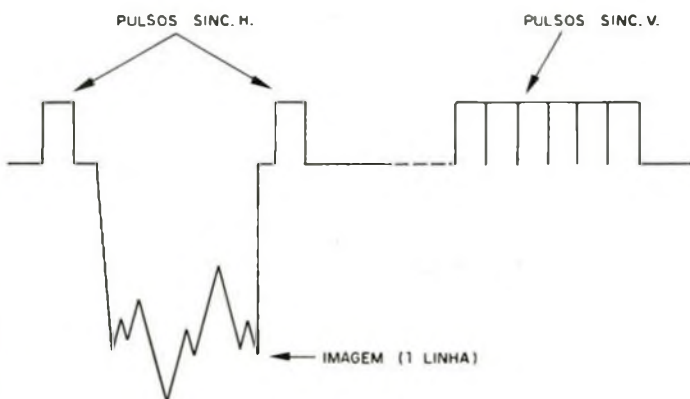 PULSOS SINC. H.
PULSOS SINC. V.
IMAGEM (1 LINHA)